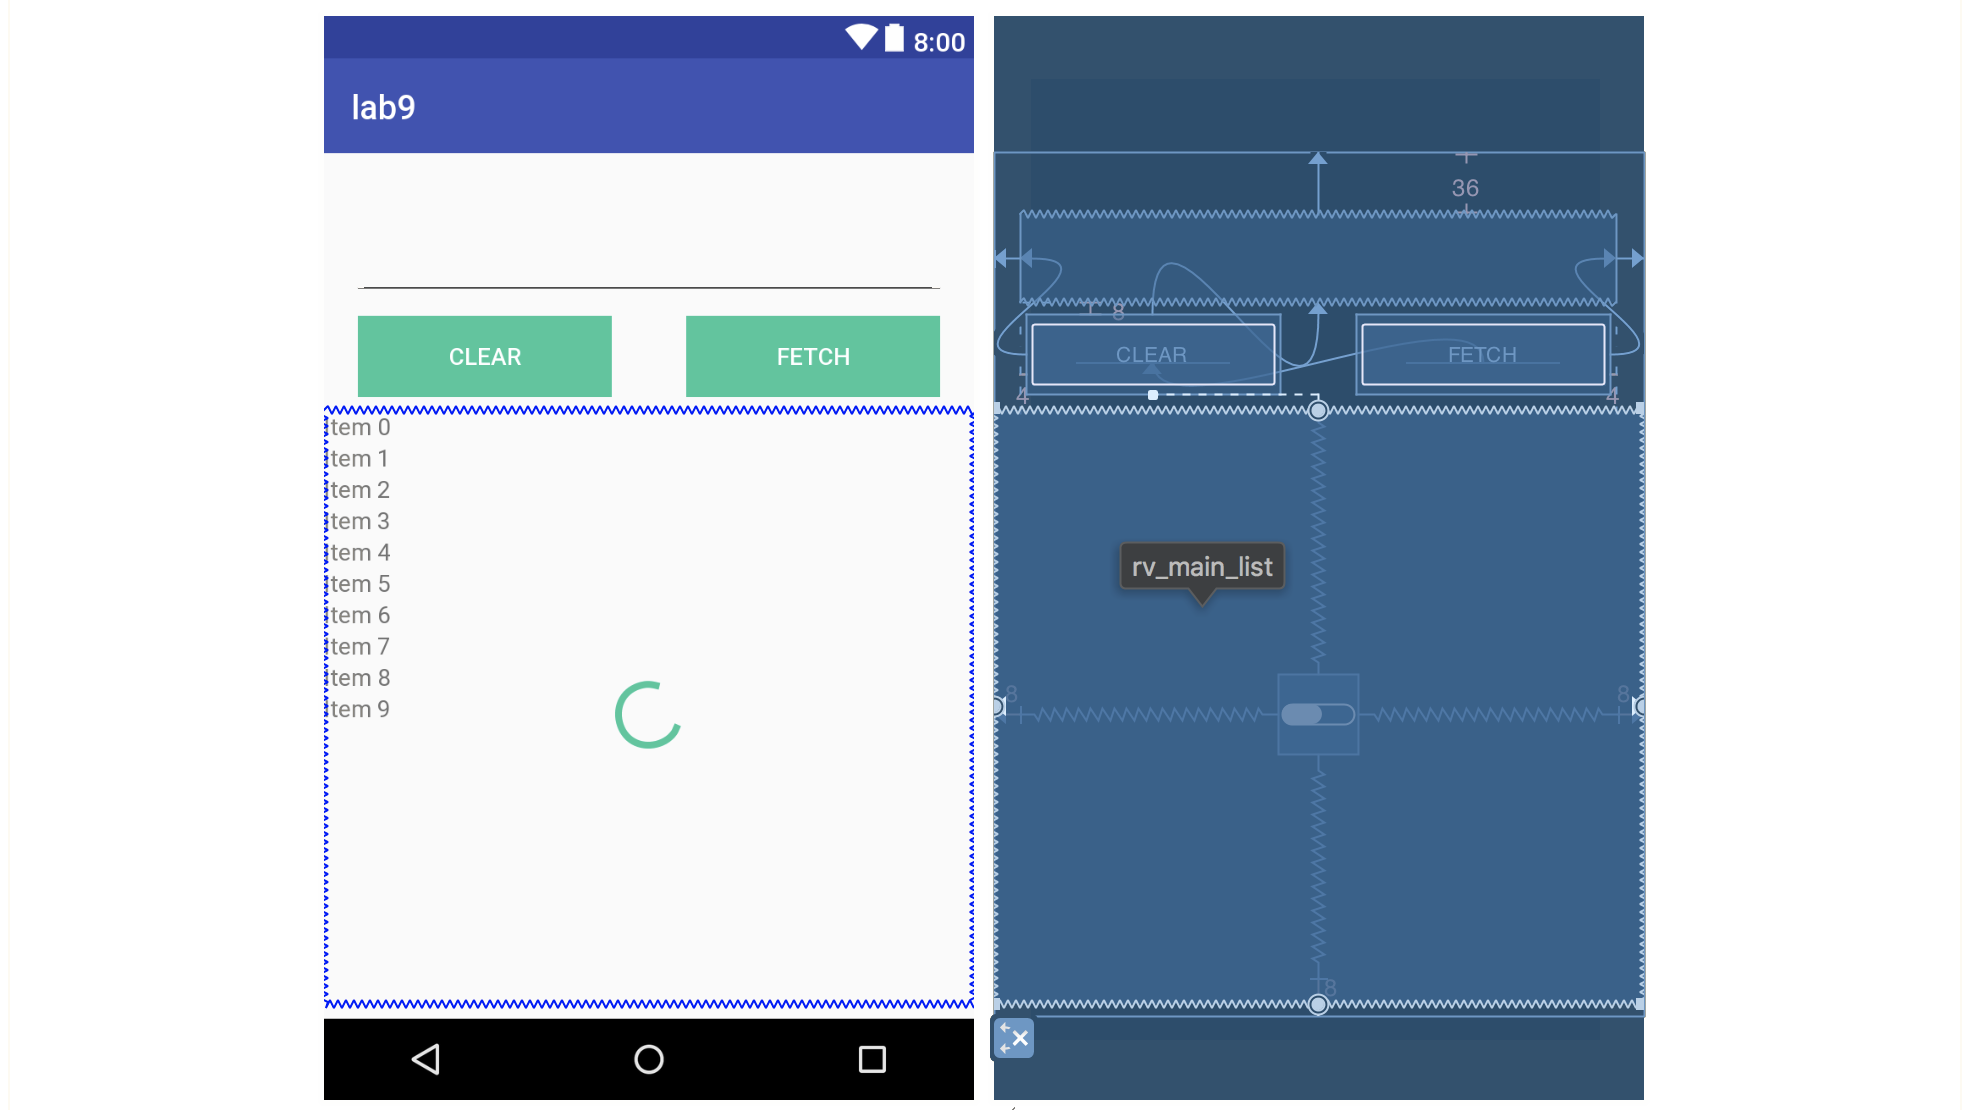 8:00
lab9
CLEAR FETCH
Item 0
Item 1
Item 2
Item 3
Item 4
Item 5
Item 6
Item 7
Item 8
Item 9
36
8
CLEAR FETCH
4 4
rv_main_list
8 8
8